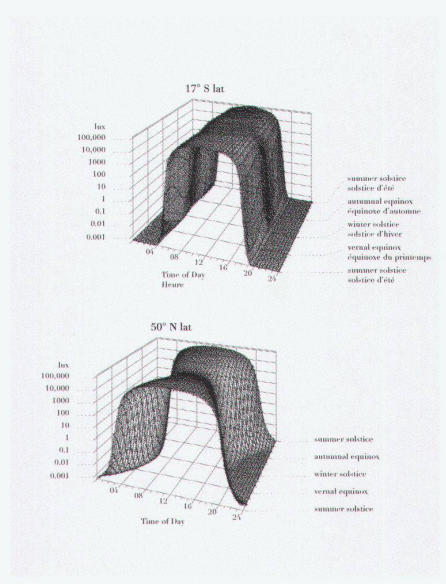 17° S lat
lux
100,000
10,000
1000
100
10
1
0.1
0.01
0.001
04
08
12
16
20
24
Time of Day
Heure
summer solstice
solstice d'été
autumnal equinox
équinoxe d'automne
winter solstice
solstice d'hiver
vernal equinox
équinoxe du printemps
summer solstice
solstice d'été
50° N lat
lux
100,000
10,000
1000
100
10
1
0.1
0.01
0.001
04
08
12
16
20
24
Time of Day
summer solstice
autumnal equinox
winter solstice
vernal equinox
summer solstice